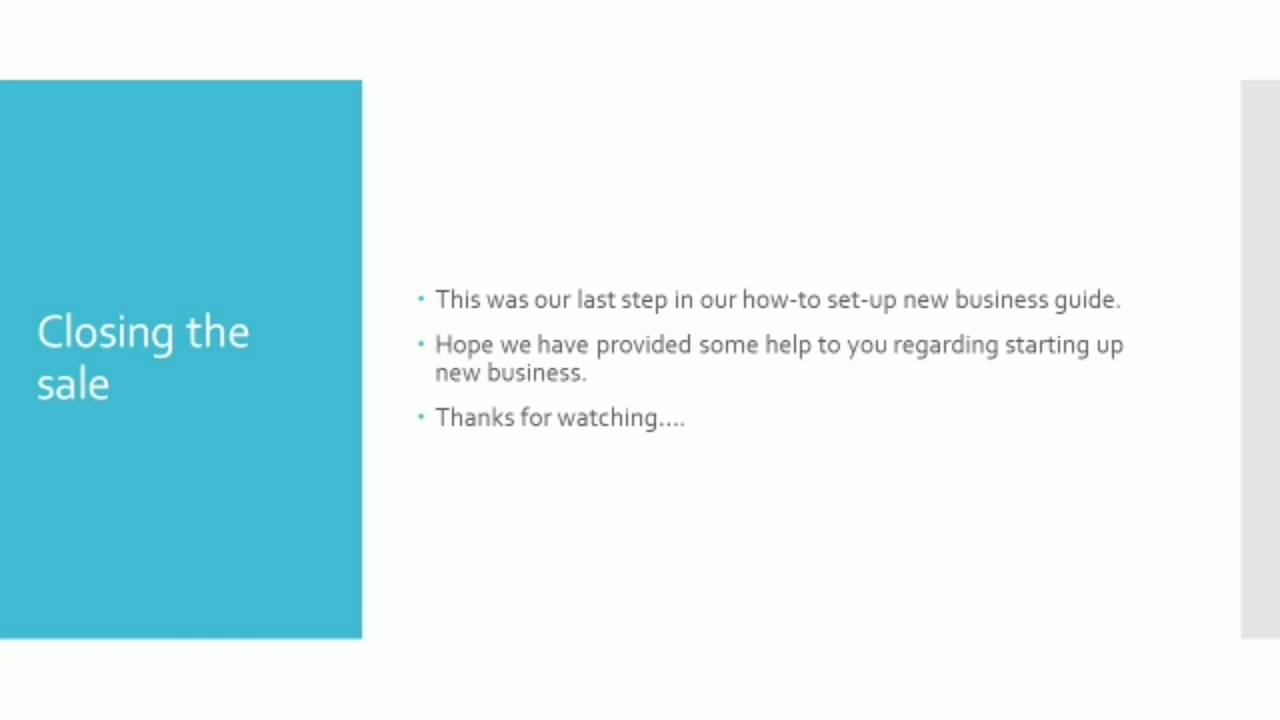 Closing the
sale
• This was our last step in our how-to set-up new business guide.
• Hope we have provided some help to you regarding starting up
new business.
• Thanks for watching....